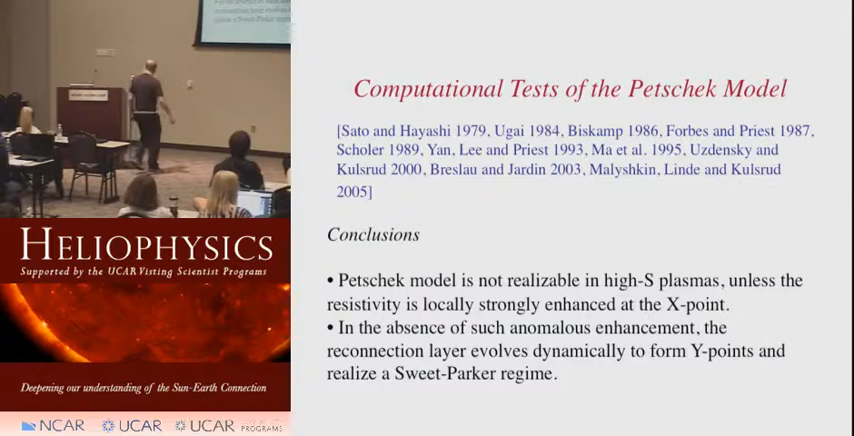 Computational Tests of the Petschek Model
[Sato and Hayashi 1979, Ugai 1984, Biskamp 1986, Forbes and Priest 1987,
Scholer 1989, Yan, Lee and Priest 1993, Ma et al. 1995, Uzdensky and
Kulsrud 2000, Breslau and Jardin 2003, Malyshkin, Linde and Kulsrud
2005]
Conclusions
• Petschek model is not realizable in high-S plasmas, unless the
resistivity is locally strongly enhanced at the X-point.
• In the absence of such anomalous enhancement, the
reconnection layer evolves dynamically to form Y-points and
realize a Sweet-Parker regime.
HELIOPHYSICS
Supported by the UCAR Visting Scientist Programs
Deepening our understanding of the Sun-Earth Connection
NCAR UCAR UCAR PROGRAMS